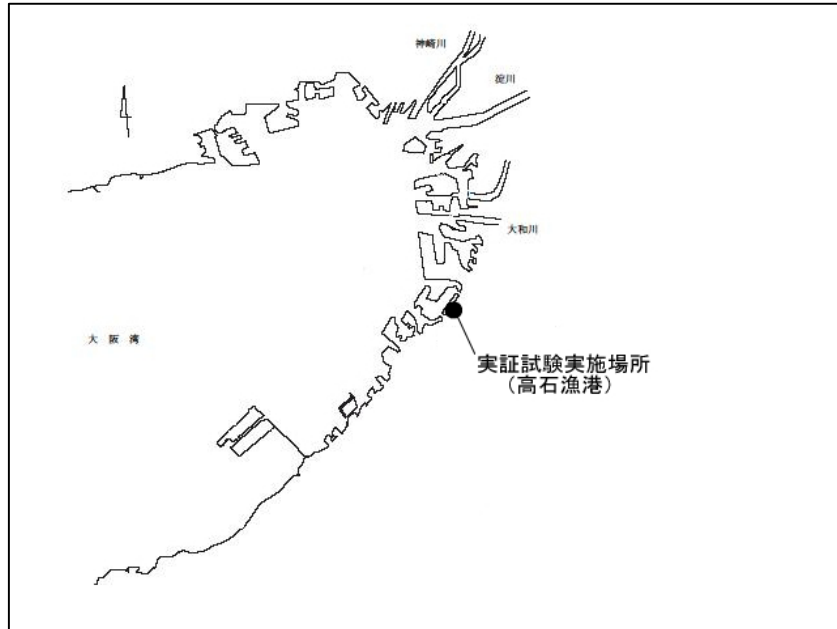 神崎川
淀川
大和川
大 阪 湾
実証試験実施場所
（高石漁港）